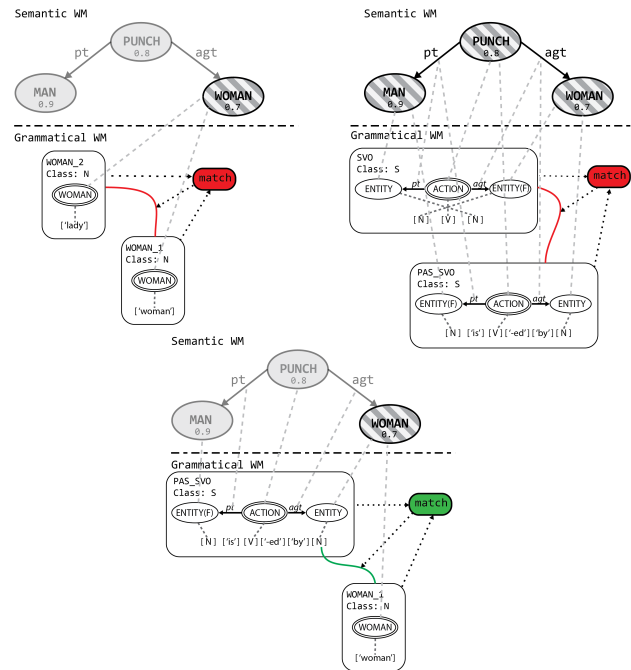 Semantic WM
PUNCH
0.8
pt
agt
MAN
0.9
WOMAN
0.7
Grammatical WM
WOMAN_2
Class: N
WOMAN
['lady']
match
WOMAN_1
Class: N
WOMAN
['woman']
Semantic WM
PUNCH
0.8
pt
agt
MAN
0.9
WOMAN
0.7
Grammatical WM
SVO
Class: S
ENTITY
pt
ACTION
agt
ENTITY(F)
[N] [V] [N]
match
PAS_SVO
Class: S
ENTITY(F)
pt
ACTION
agt
ENTITY
[N] ['is'] [V] ['-ed'] ['by'] [N]
Semantic WM
PUNCH
0.8
pt
agt
MAN
0.9
WOMAN
0.7
Grammatical WM
PAS_SVO
Class: S
ENTITY(F)
pt
ACTION
agt
ENTITY
[N] ['is'] [V] ['-ed'] ['by'] [N]
match
WOMAN_1
Class: N
WOMAN
['woman']